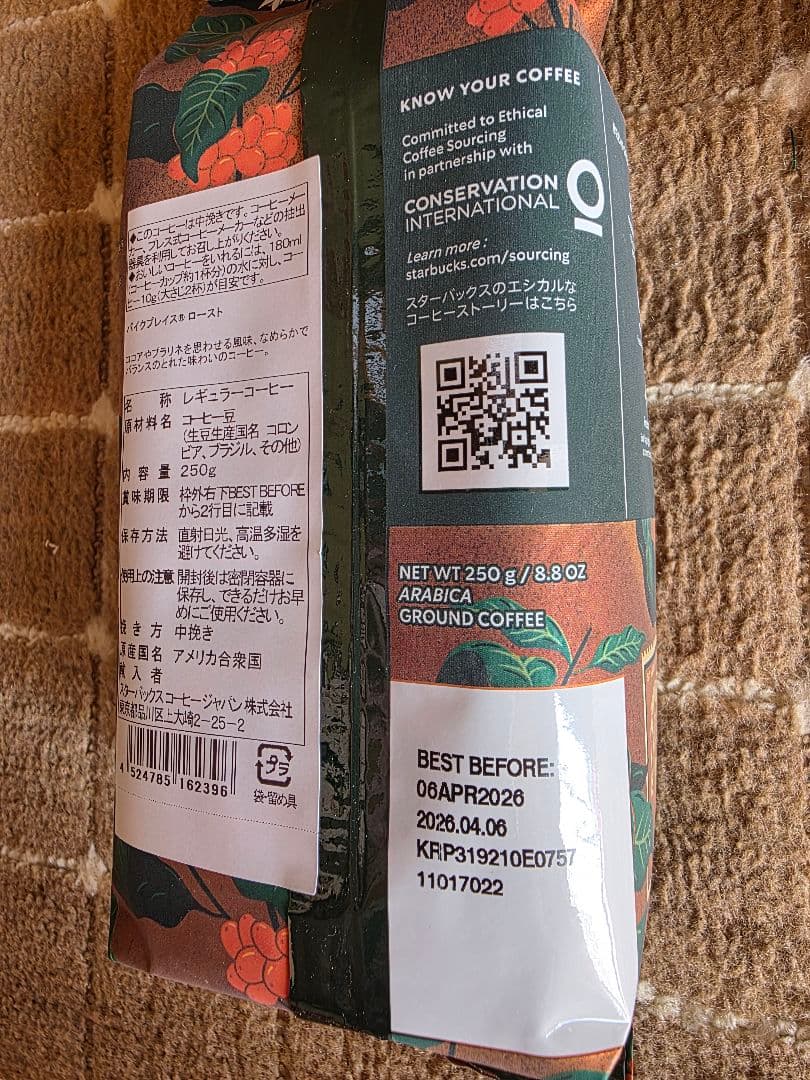 ◆このコーヒーは中挽きです。コーヒーメー
カー、プレス式コーヒーメーカーなどの抽出
器具を利用してお召し上がりください。
◆おいしいコーヒーをいれるには、180ml
(コーヒーカップ約1杯分)の水に対し、コー
ヒー10g(大さじ2杯)が目安です。
パイクプレイス® ロースト
ココアやプラリネを思わせる風味、なめらかで
バランスのとれた味わいのコーヒー。
名 称 レギュラーコーヒー
原材料名 コーヒー豆
(生豆生産国名 コロン
ビア、ブラジル、その他)
内容量 250g
賞味期限 枠外右下BEST BEFORE
から2行目に記載
保存方法 直射日光、高温多湿を
避けてください。
使用上の注意 開封後は密閉容器に
保存し、できるだけお早
めにご使用ください。
挽き方 中挽き
原産国名 アメリカ合衆国
輸入者
スターバックスコーヒージャパン株式会社
東京都品川区上大崎2-25-2
4 524785 162396
プラ
袋・留め具
KNOW YOUR COFFEE
Committed to Ethical
Coffee Sourcing
in partnership with
CONSERVATION
INTERNATIONAL
Learn more :
starbucks.com/sourcing
スターバックスのエシカルな
コーヒーストーリーはこちら
NET WT 250 g / 8.8 OZ
ARABICA
GROUND COFFEE
BEST BEFORE:
06APR2026
2026.04.06
KRP319210E0757
11017022